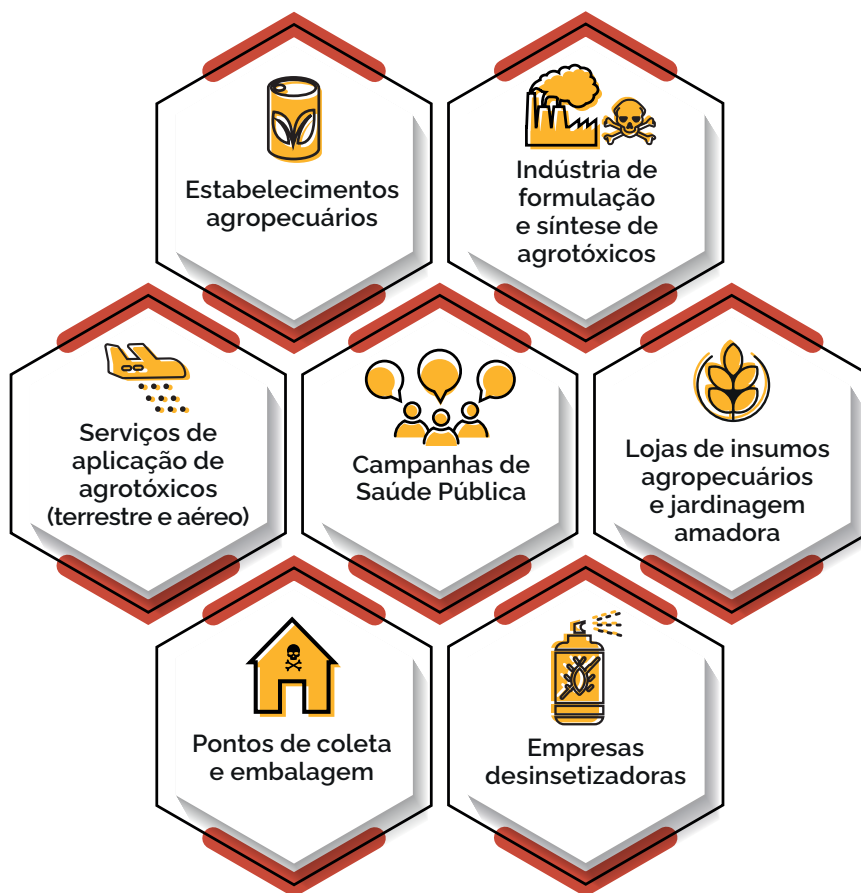 Estabelecimentos
agropecuários
Indústria de
formulação
e síntese de
agrotóxicos
Serviços de
aplicação de
agrotóxicos
(terrestre e aéreo)
Campanhas de
Saúde Pública
Lojas de insumos
agropecuários
e jardinagem
amadora
Pontos de coleta
e embalagem
Empresas
desinsetizadoras